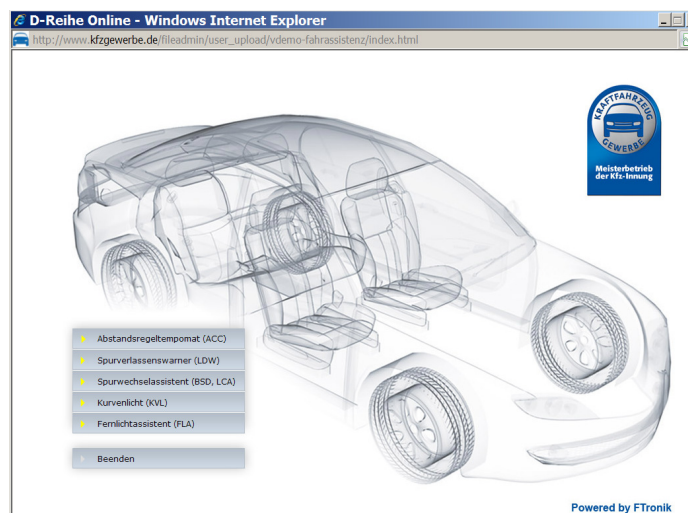 D-Reihe Online - Windows Internet Explorer
http://www.kfzgewerbe.de/fileadmin/user_upload/vdemo-fahrassistenz/index.html
KRAFTFAHRZEUG
GEWERBE
Meisterbetrieb
der Kfz-Innung
Abstandsregeltempomat (ACC)
Spurverlassenswarner (LDW)
Spurwechselassistent (BSD, LCA)
Kurvenlicht (KVL)
Fernlichtassistent (FLA)
Beenden
Powered by FTronik